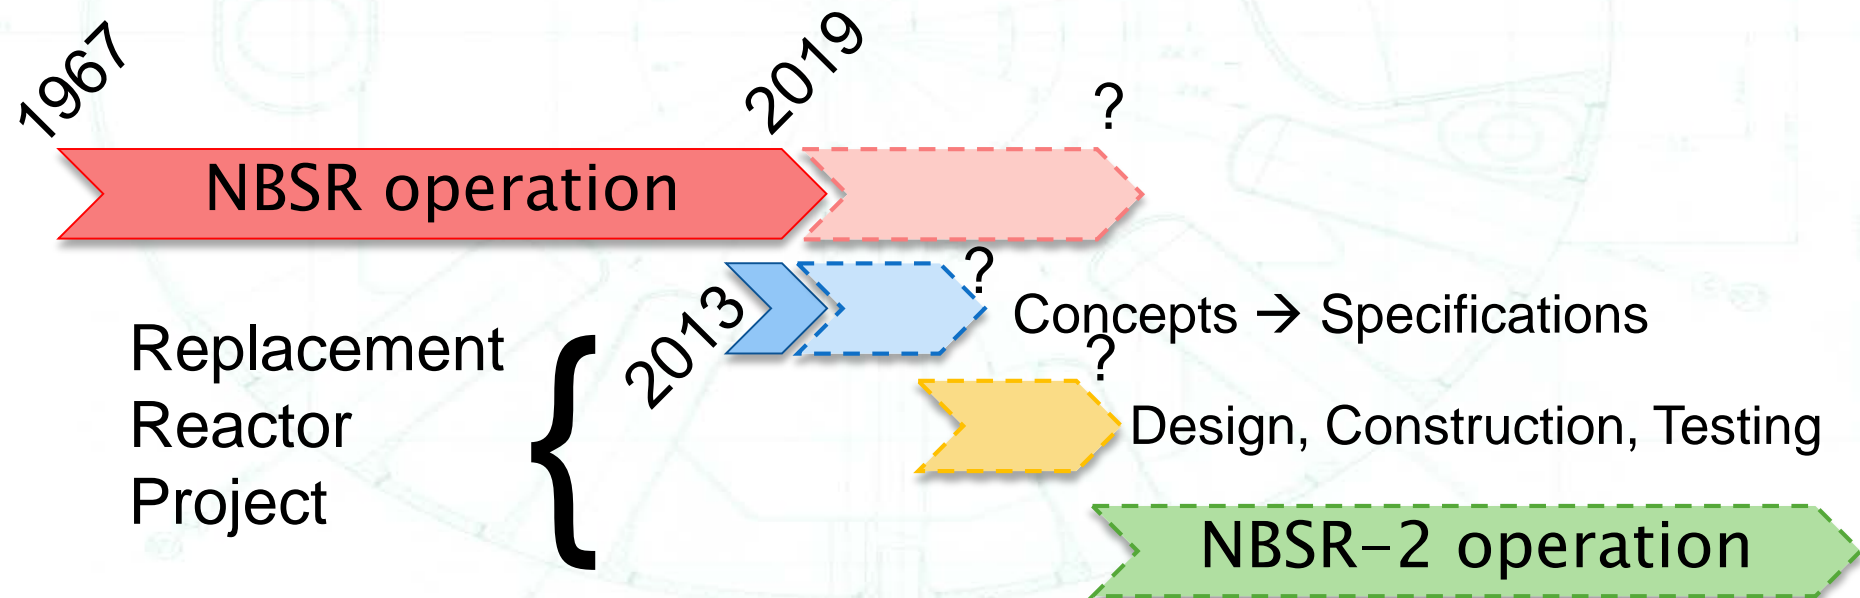 1967
2019
?
NBSR operation
?
2013
Concepts → Specifications
?
Replacement
Reactor
Project
{
Design, Construction, Testing
NBSR-2 operation